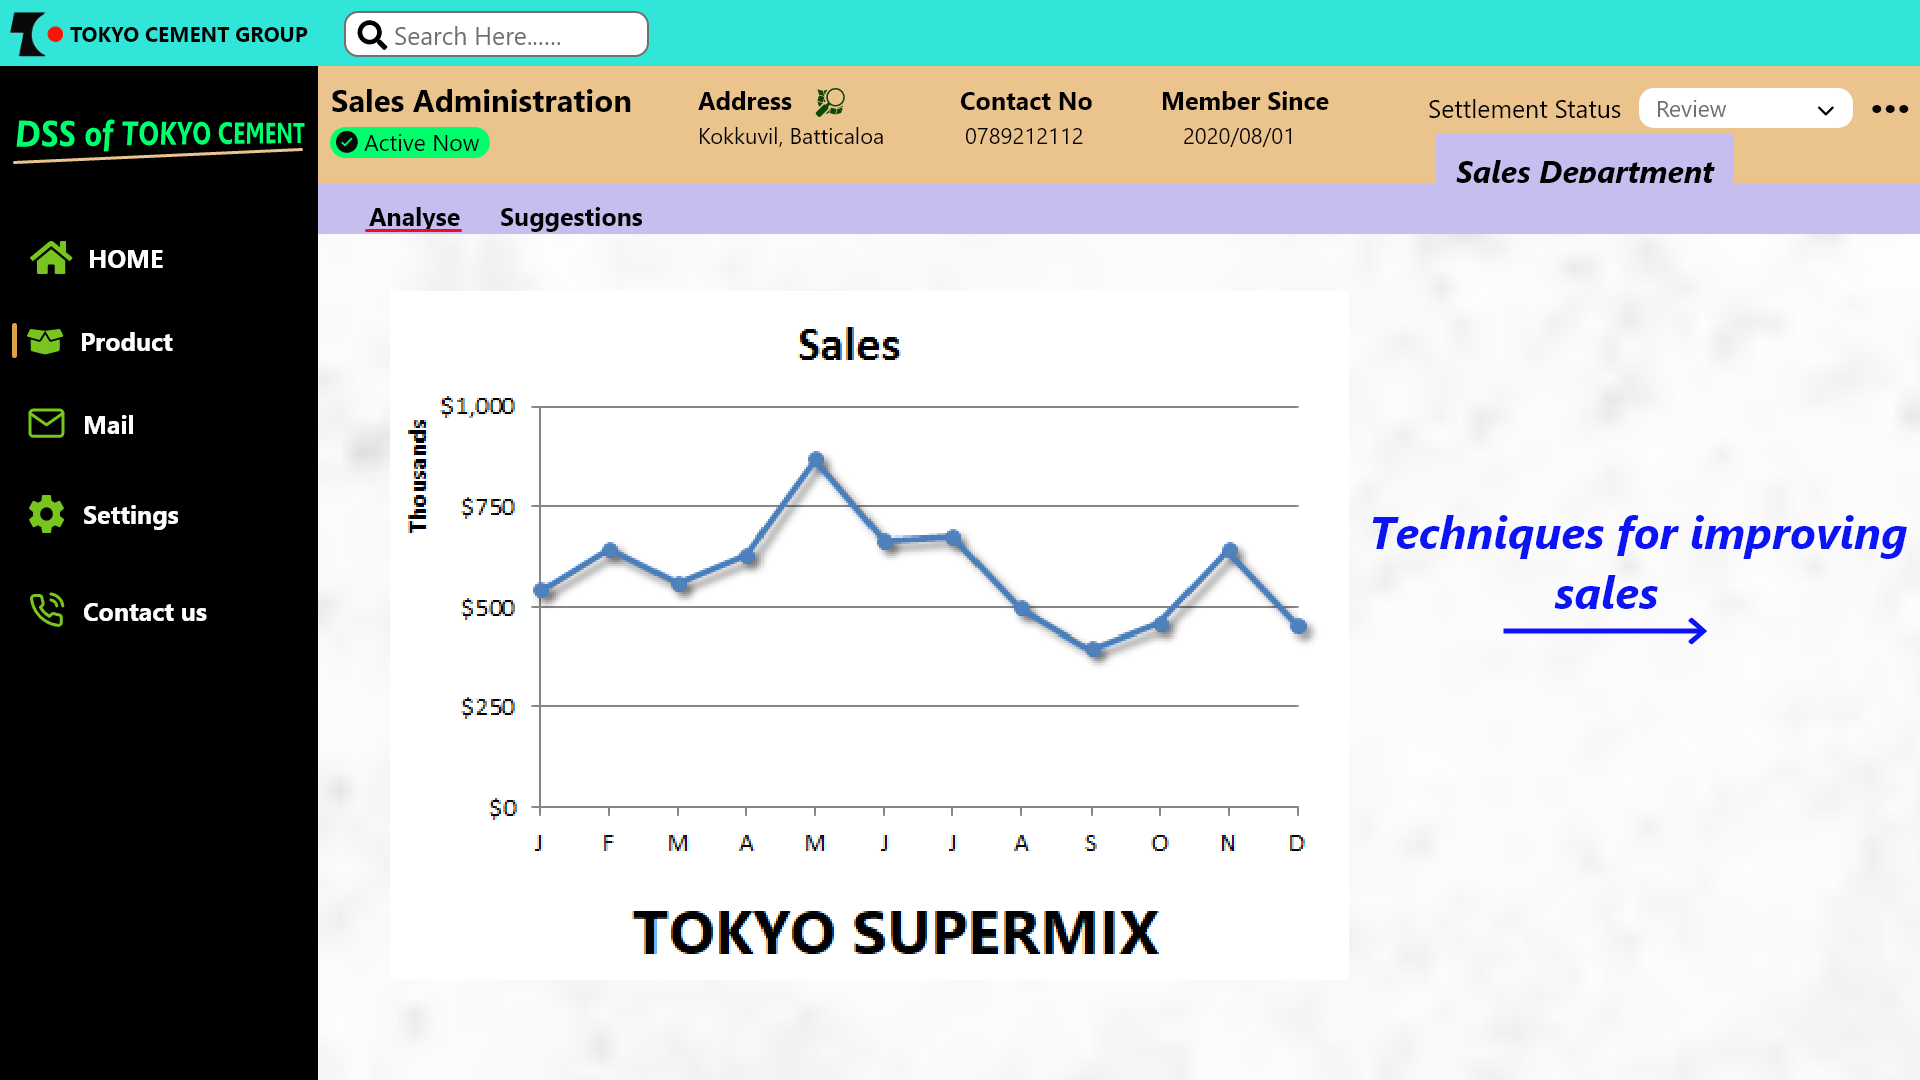 TOKYO CEMENT GROUP
Search Here......
DSS of TOKYO CEMENT
HOME
Product
Mail
Settings
Contact us
Sales Administration
Active Now
Address
Kokkuvil, Batticaloa
Contact No
0789212112
Member Since
2020/08/01
Settlement Status
Review
Sales Department
Analyse
Suggestions
Sales
Thousands
$1,000
$750
$500
$250
$0
J F M A M J J A S O N D
TOKYO SUPERMIX
Techniques for improving
sales